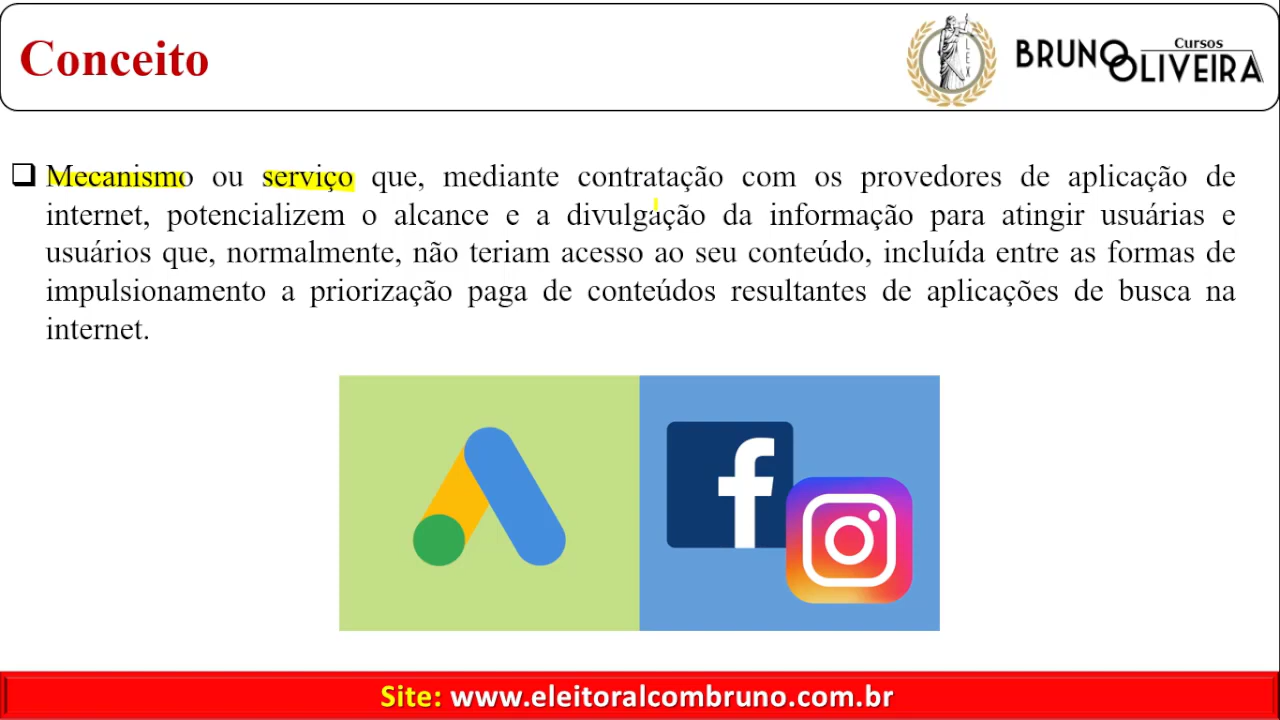 Conceito
LEX
Cursos
BRUNO OLIVEIRA
Mecanismo ou serviço que, mediante contratação com os provedores de aplicação de
internet, potencializem o alcance e a divulgação da informação para atingir usuárias e
usuários que, normalmente, não teriam acesso ao seu conteúdo, incluída entre as formas de
impulsionamento a priorização paga de conteúdos resultantes de aplicações de busca na
internet.
Site: www.eleitoralcombruno.com.br